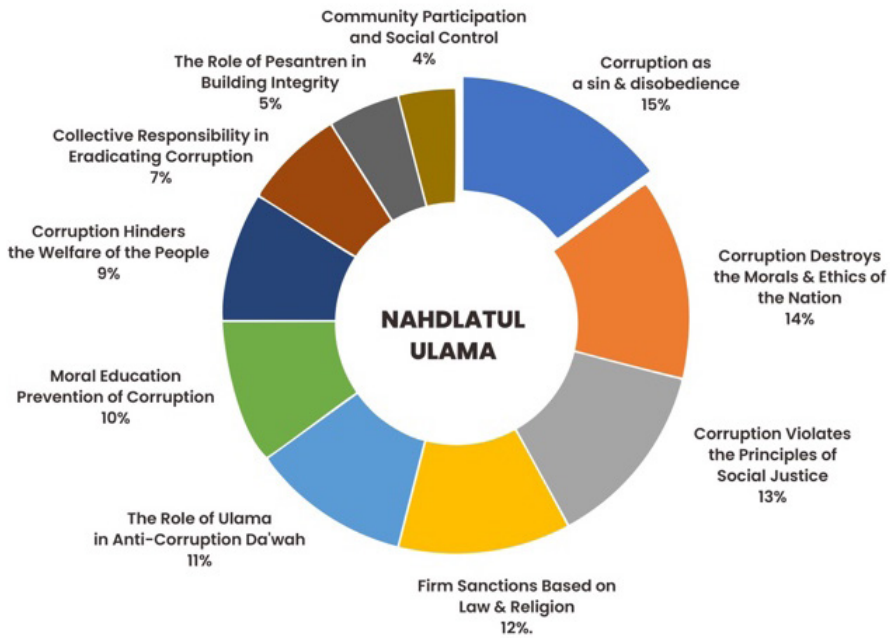 Community Participation
and Social Control
4%
Corruption as
a sin & disobedience
15%
Corruption Destroys
the Morals & Ethics of
the Nation
14%
Corruption Violates
the Principles of
Social Justice
13%
Firm Sanctions Based on
Law & Religion
12%.
The Role of Ulama
in Anti-Corruption Da'wah
11%
Moral Education
Prevention of Corruption
10%
Corruption Hinders
the Welfare of the People
9%
Collective Responsibility in
Eradicating Corruption
7%
The Role of Pesantren in
Building Integrity
5%
NAHDLATUL
ULAMA